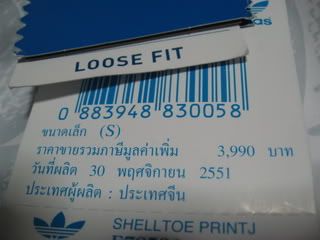 das
LOOSE FIT
0 883948 830058
ขนาดเล็ก (S)
ราคาขายรวมภาษีมูลค่าเพิ่ม 3,990 บาท
วันที่ผลิต 30 พฤศจิกายน 2551
ประเทศผู้ผลิต : ประเทศจีน
SHELLTOE PRINTJ